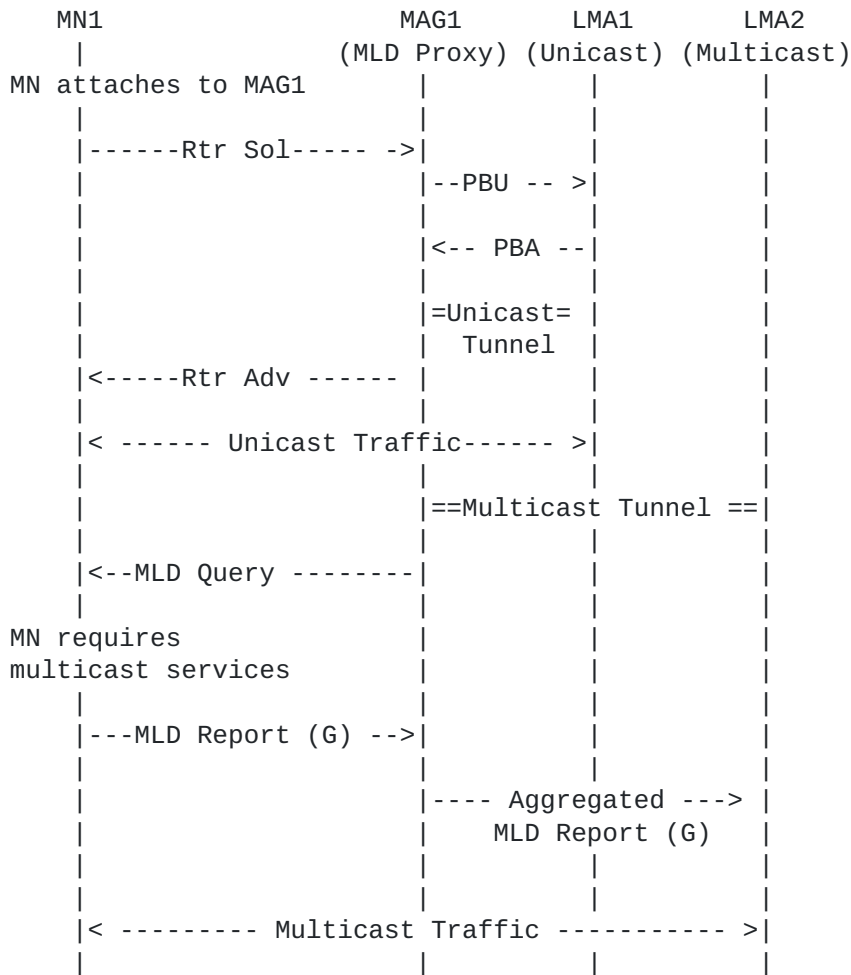 MN1                    MAG1        LMA1       LMA2
     |                (MLD Proxy) (Unicast) (Multicast)
 MN attaches to MAG1       |          |          |
     |                     |          |          |
     |------Rtr Sol----- ->|          |          |
     |                     |--PBU -- >|          |
     |                     |          |          |
     |                     |<-- PBA --|          |
     |                     |          |          |
     |                     |=Unicast= |          |
     |                     |  Tunnel  |          |
     |<-----Rtr Adv ------ |          |          |
     |                     |          |          |
     |< ------ Unicast Traffic------ >|          |
     |                     |          |          |
     |                     |==Multicast Tunnel ==|
     |                     |          |          |
     |<--MLD Query --------|          |          |
     |                     |          |          |
 MN requires               |          |          |
 multicast services        |          |          |
     |                     |          |          |
     |---MLD Report (G) -->|          |          |
     |                     |          |          |
     |                     |---- Aggregated ---> |
     |                     |    MLD Report (G)   |
     |                     |          |          |
     |                     |          |          |
     |< --------- Multicast Traffic ----------- >|
     |                     |          |          |